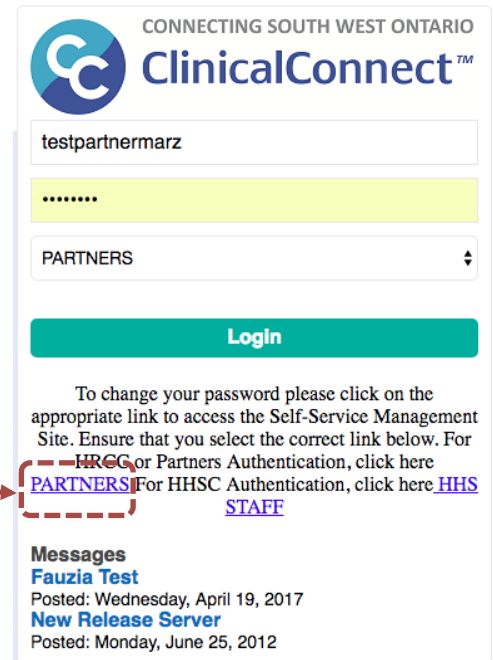 CONNECTING SOUTH WEST ONTARIO
ClinicalConnect™
testpartnermarz
••••••••
PARTNERS
Login
To change your password please click on the
appropriate link to access the Self-Service Management
Site. Ensure that you select the correct link below. For
HRCC or Partners Authentication, click here
PARTNERS For HHSC Authentication, click here HHS
STAFF
Messages
Fauzia Test
Posted: Wednesday, April 19, 2017
New Release Server
Posted: Monday, June 25, 2012